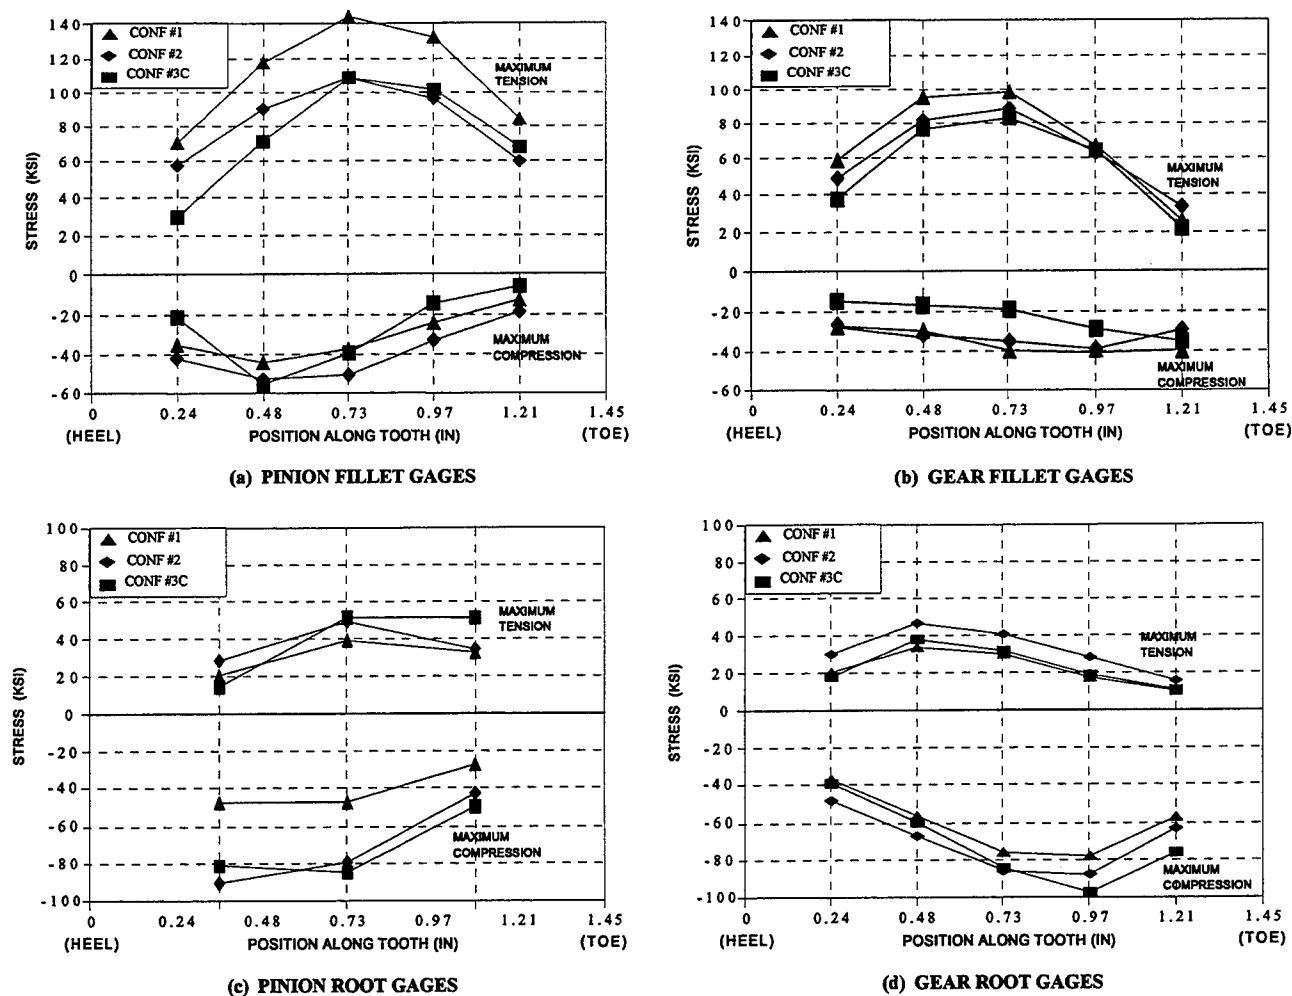 140
120
100
80
60
40
20
0
-20
-40
-60
STRESS (KSI)
CONF #1
CONF #2
CONF #3C
MAXIMUM
TENSION
MAXIMUM
COMPRESSION
0 0.24 0.48 0.73 0.97 1.21 1.45
(HEEL) POSITION ALONG TOOTH (IN) (TOE)
(a) PINION FILLET GAGES
140
120
100
80
60
40
20
0
-20
-40
-60
STRESS (KSI)
CONF #1
CONF #2
CONF #3C
MAXIMUM
TENSION
MAXIMUM
COMPRESSION
0 0.24 0.48 0.73 0.97 1.21 1.45
(HEEL) POSITION ALONG TOOTH (IN) (TOE)
(b) GEAR FILLET GAGES
100
80
60
40
20
0
-20
-40
-60
-80
-100
STRESS (KSI)
CONF #1
CONF #2
CONF #3C
MAXIMUM
TENSION
MAXIMUM
COMPRESSION
0 0.24 0.73 0.97 1.21 1.45
(HEEL) POSITION ALONG TOOTH (IN) (TOE)
(c) PINION ROOT GAGES
100
80
60
40
20
0
-20
-40
-60
-80
-100
STRESS (KSI)
CONF #1
CONF #2
CONF #3C
MAXIMUM
TENSION
MAXIMUM
COMPRESSION
0 0.24 0.48 0.73 0.97 1.21 1.45
(HEEL) POSITION ALONG TOOTH (IN) (TOE)
(d) GEAR ROOT GAGES